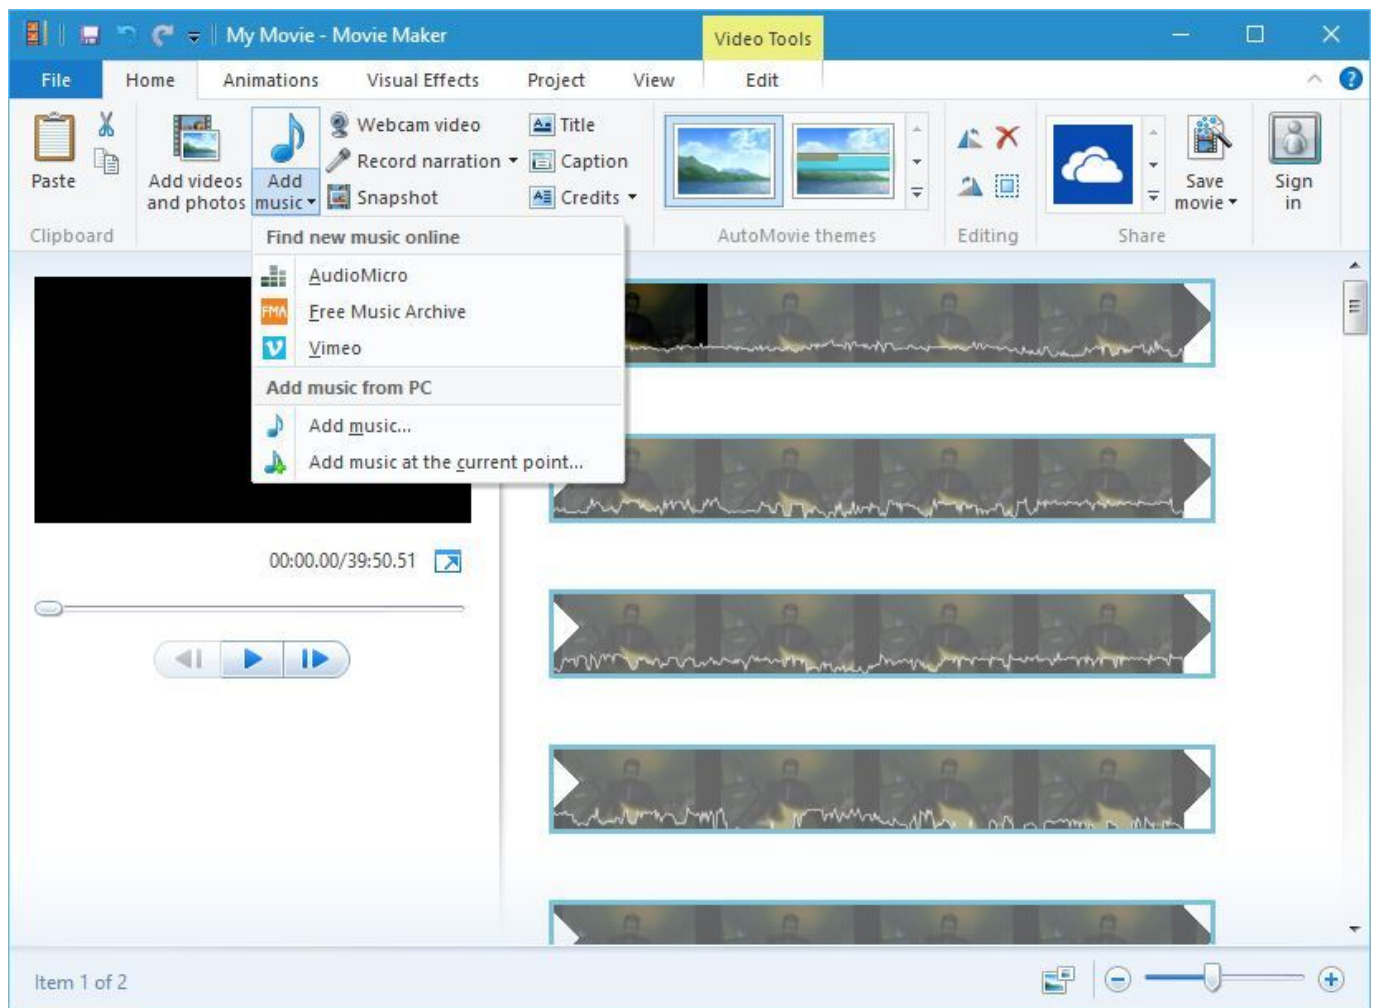 My Movie - Movie Maker
Video Tools
File Home Animations Visual Effects Project View Edit
Paste
Add videos
and photos
Add
music
Webcam video
Record narration
Snapshot
Title
Caption
Credits
Save
movie
Sign
in
Clipboard
AutoMovie themes
Editing
Share
Find new music online
AudioMicro
FMA Free Music Archive
Vimeo
Add music from PC
Add music...
Add music at the current point...
00:00.00/39:50.51
Item 1 of 2